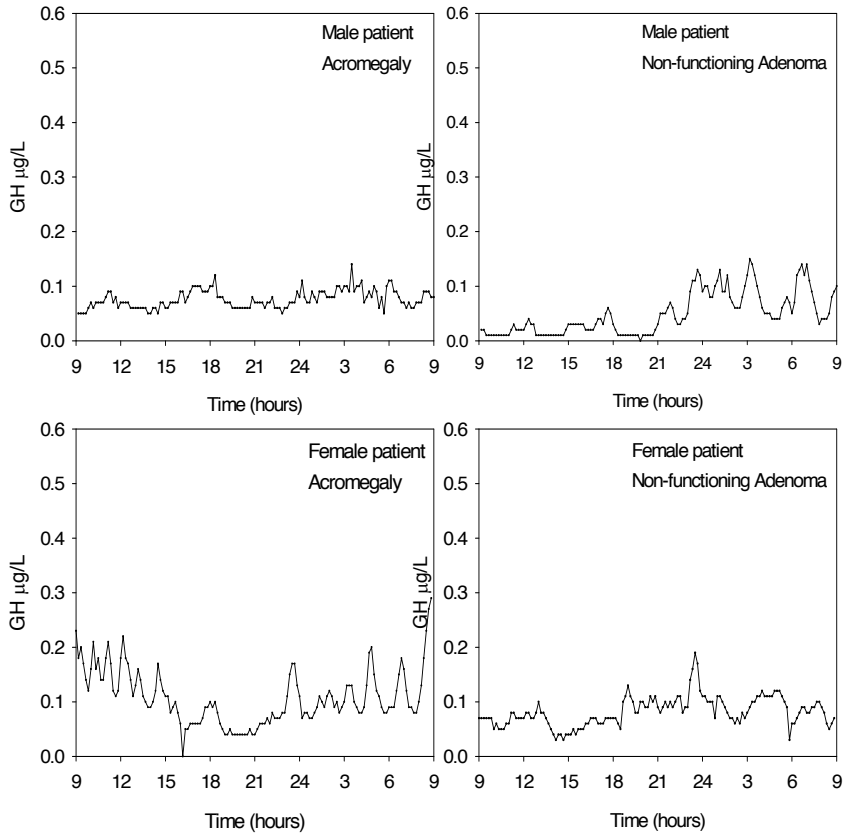 0.6
0.5
0.4
0.3
0.2
0.1
0.0
GH μg/L
Male patient
Acromegaly
9 12 15 18 21 24 3 6 9
Time (hours)
0.6
0.5
0.4
0.3
0.2
0.1
0.0
GH μg/L
Male patient
Non-functioning Adenoma
9 12 15 18 21 24 3 6 9
Time (hours)
0.6
0.5
0.4
0.3
0.2
0.1
0.0
GH μg/L
Female patient
Acromegaly
9 12 15 18 21 24 3 6 9
Time (hours)
0.6
0.5
0.4
0.3
0.2
0.1
0.0
GH μg/L
Female patient
Non-functioning Adenoma
9 12 15 18 21 24 3 6 9
Time (hours)